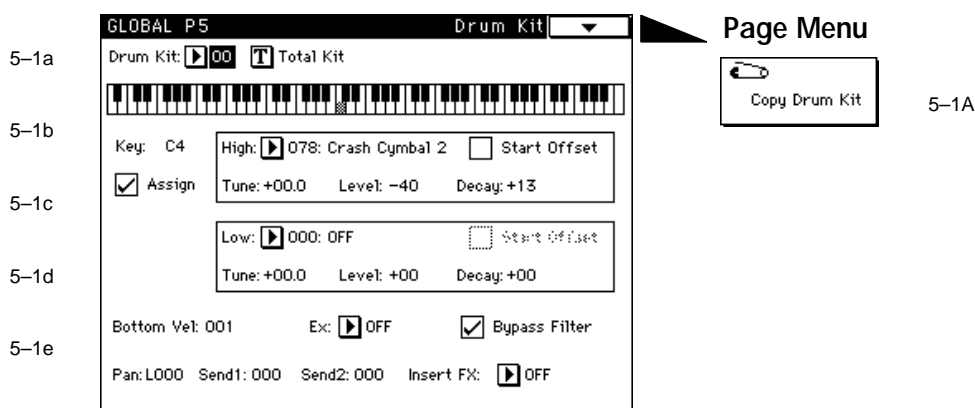 GLOBAL P5 Drum Kit
Page Menu
5–1a
Drum Kit: 00 T Total Kit
Copy Drum Kit
5–1A
5–1b
Key: C4
High: 078: Crash Cymbal 2 Start Offset
Assign
Tune: +00.0 Level: -40 Decay: +13
5–1c
Low: 000: OFF Start Offset
5–1d
Tune: +00.0 Level: +00 Decay: +00
Bottom Vel: 001 Ex: OFF Bypass Filter
5–1e
Pan: L000 Send1: 000 Send2: 000 Insert FX: OFF